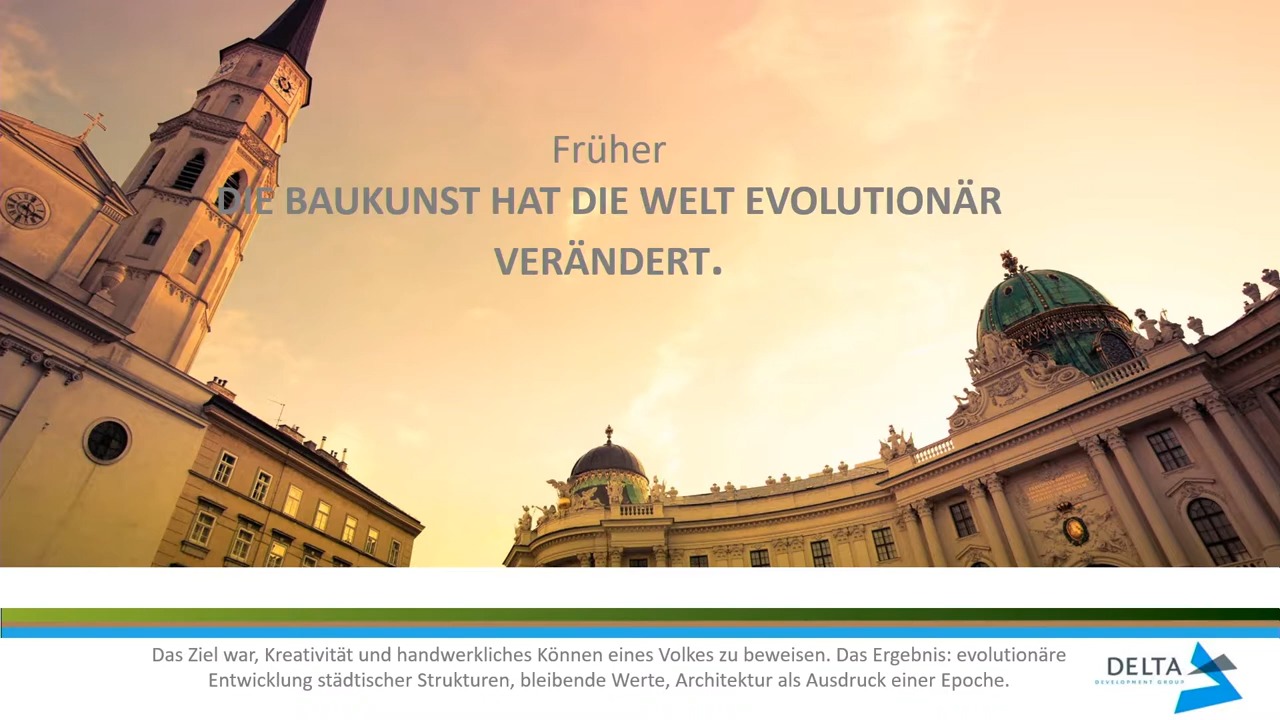 Früher
DIE BAUKUNST HAT DIE WELT EVOLUTIONÄR
VERÄNDERT.
Das Ziel war, Kreativität und handwerkliches Können eines Volkes zu beweisen. Das Ergebnis: evolutionäre
Entwicklung städtischer Strukturen, bleibende Werte, Architektur als Ausdruck einer Epoche.
DELTA
DEVELOPMENT GROUP